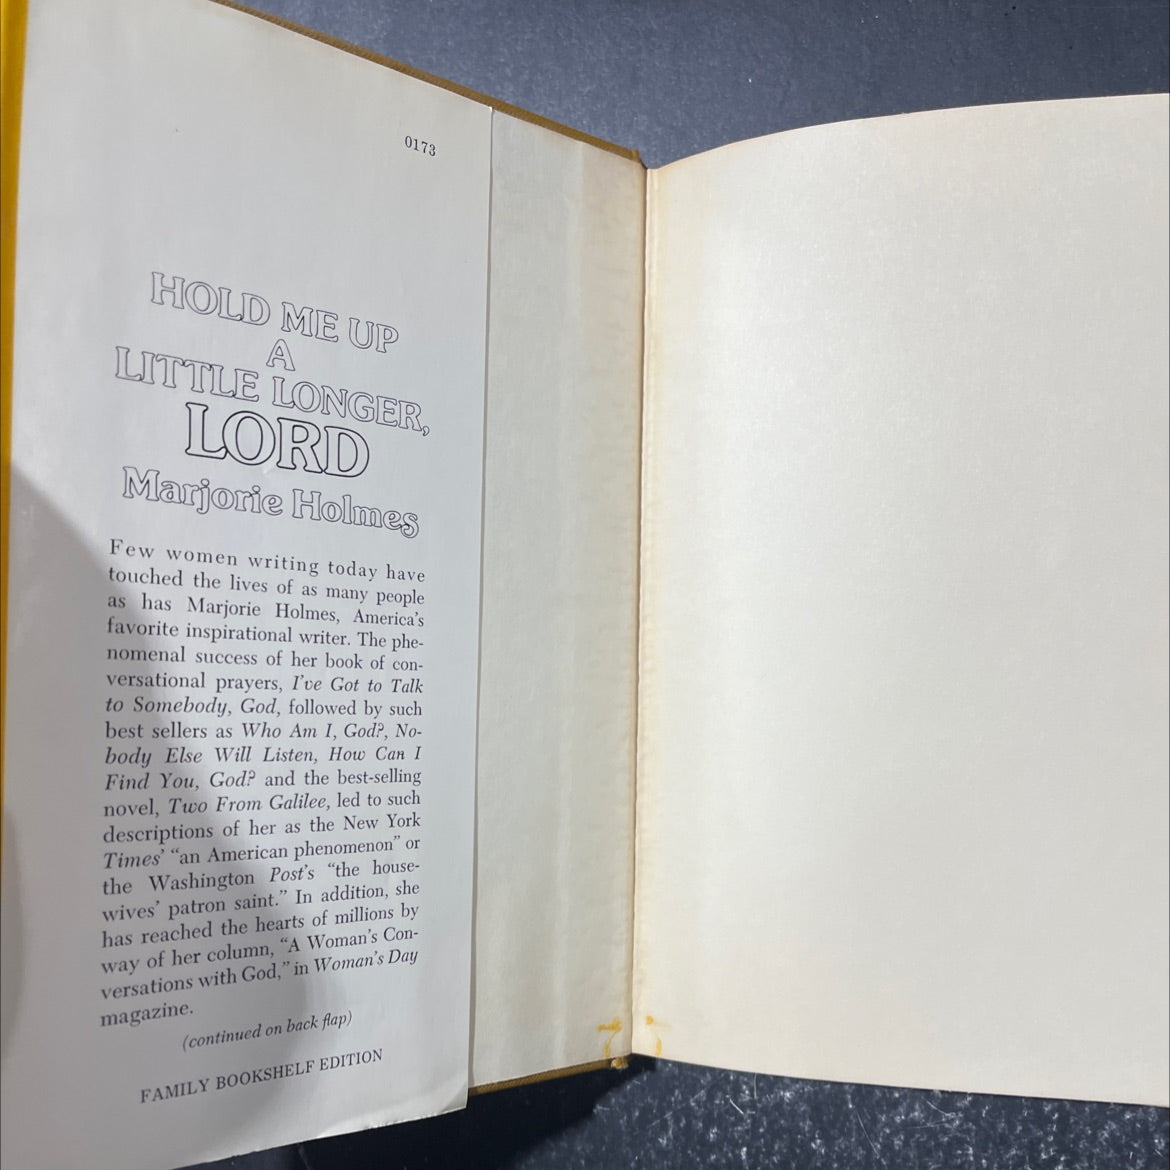 0173
HOLD ME UP
A
LITTLE LONGER,
LORD
Marjorie Holmes
Few women writing today have
touched the lives of as many people
as has Marjorie Holmes, America's
favorite inspirational writer. The phe-
nomenal success of her book of con-
versational prayers, I've Got to Talk
to Somebody, God, followed by such
best sellers as Who Am I, God?, No-
body Else Will Listen, How Can I
Find You, God? and the best-selling
novel, Two From Galilee, led to such
descriptions of her as the New York
Times' "an American phenomenon" or
the Washington Post's "the house-
wives' patron saint." In addition, she
has reached the hearts of millions by
way of her column, "A Woman's Con-
versations with God," in Woman's Day
magazine.
(continued on back flap)
FAMILY BOOKSHELF EDITION